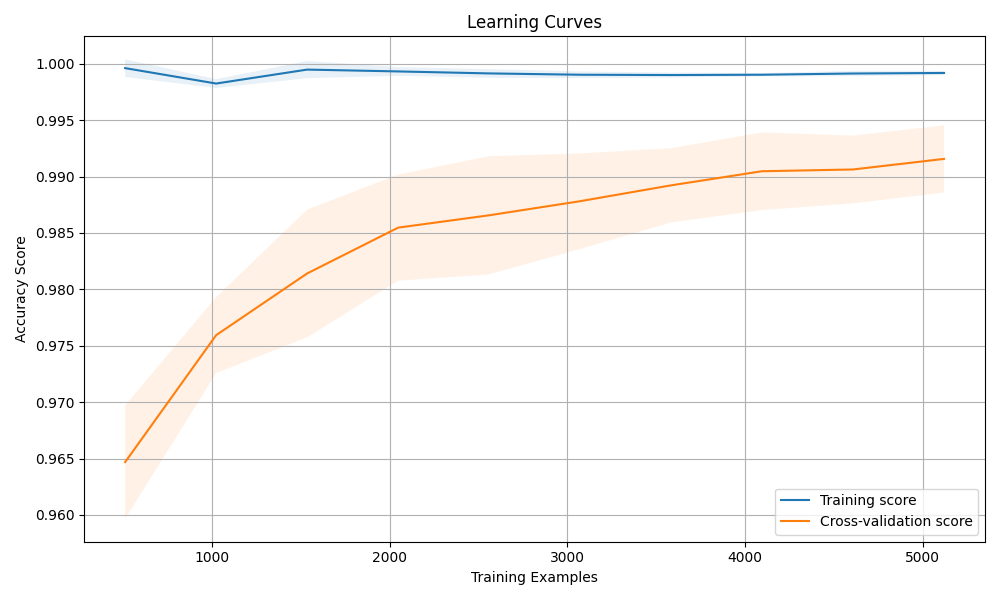 Learning Curves
1.000
0.995
0.990
0.985
0.980
0.975
0.970
0.965
0.960
Accuracy Score
Training score
Cross-validation score
1000 2000 3000 4000 5000
Training Examples